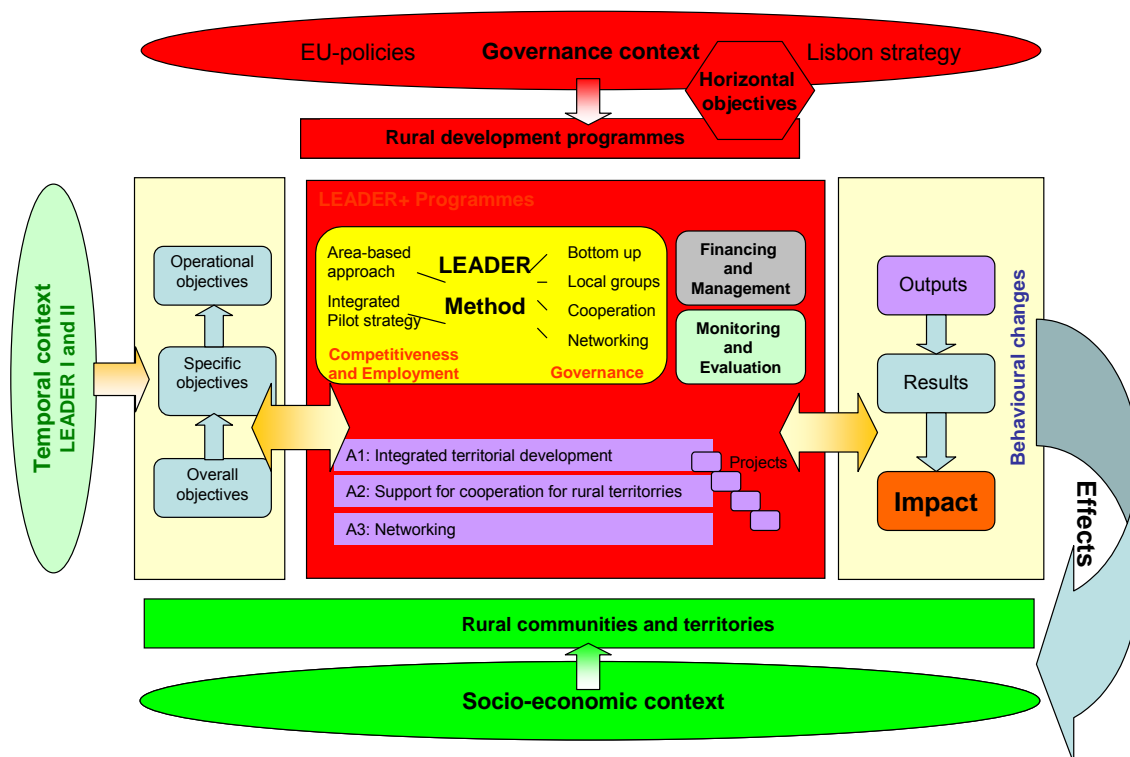 EU-policies
Governance context
Lisbon strategy
Horizontal
objectives
Rural development programmes
Temporal context
LEADER I and II
Operational
objectives
Specific
objectives
Overall
objectives
LEADER+ Programmes
Area-based
approach
Integrated
Pilot strategy
LEADER
Method
Bottom up
Local groups
Cooperation
Networking
Competitiveness
and Employment
Governance
Financing
and
Management
Monitoring
and
Evaluation
A1: Integrated territorial development
A2: Support for cooperation for rural territorries
A3: Networking
Projects
Outputs
Results
Impact
Behavioural changes
Effects
Rural communities and territories
Socio-economic context